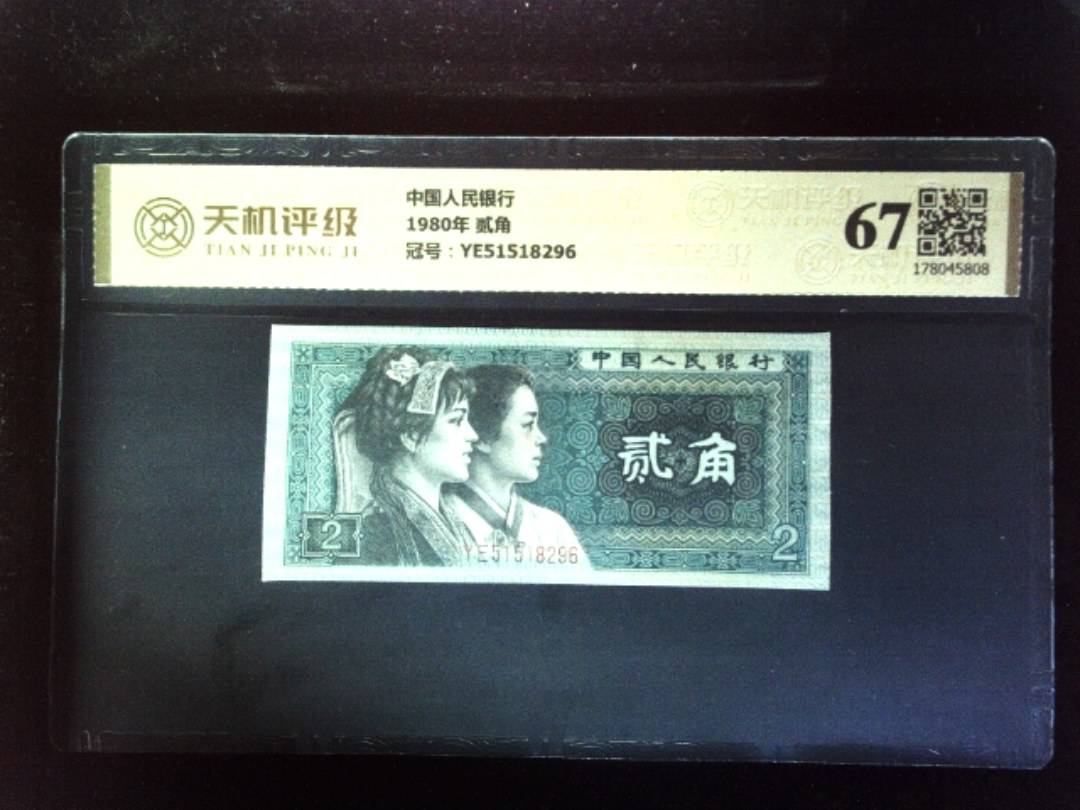 天机评级
TIAN JI PING JI
中国人民银行
1980年 贰角
冠号：YE51518296
67
178045808
中国人民银行
贰角
2
2
YE51518296